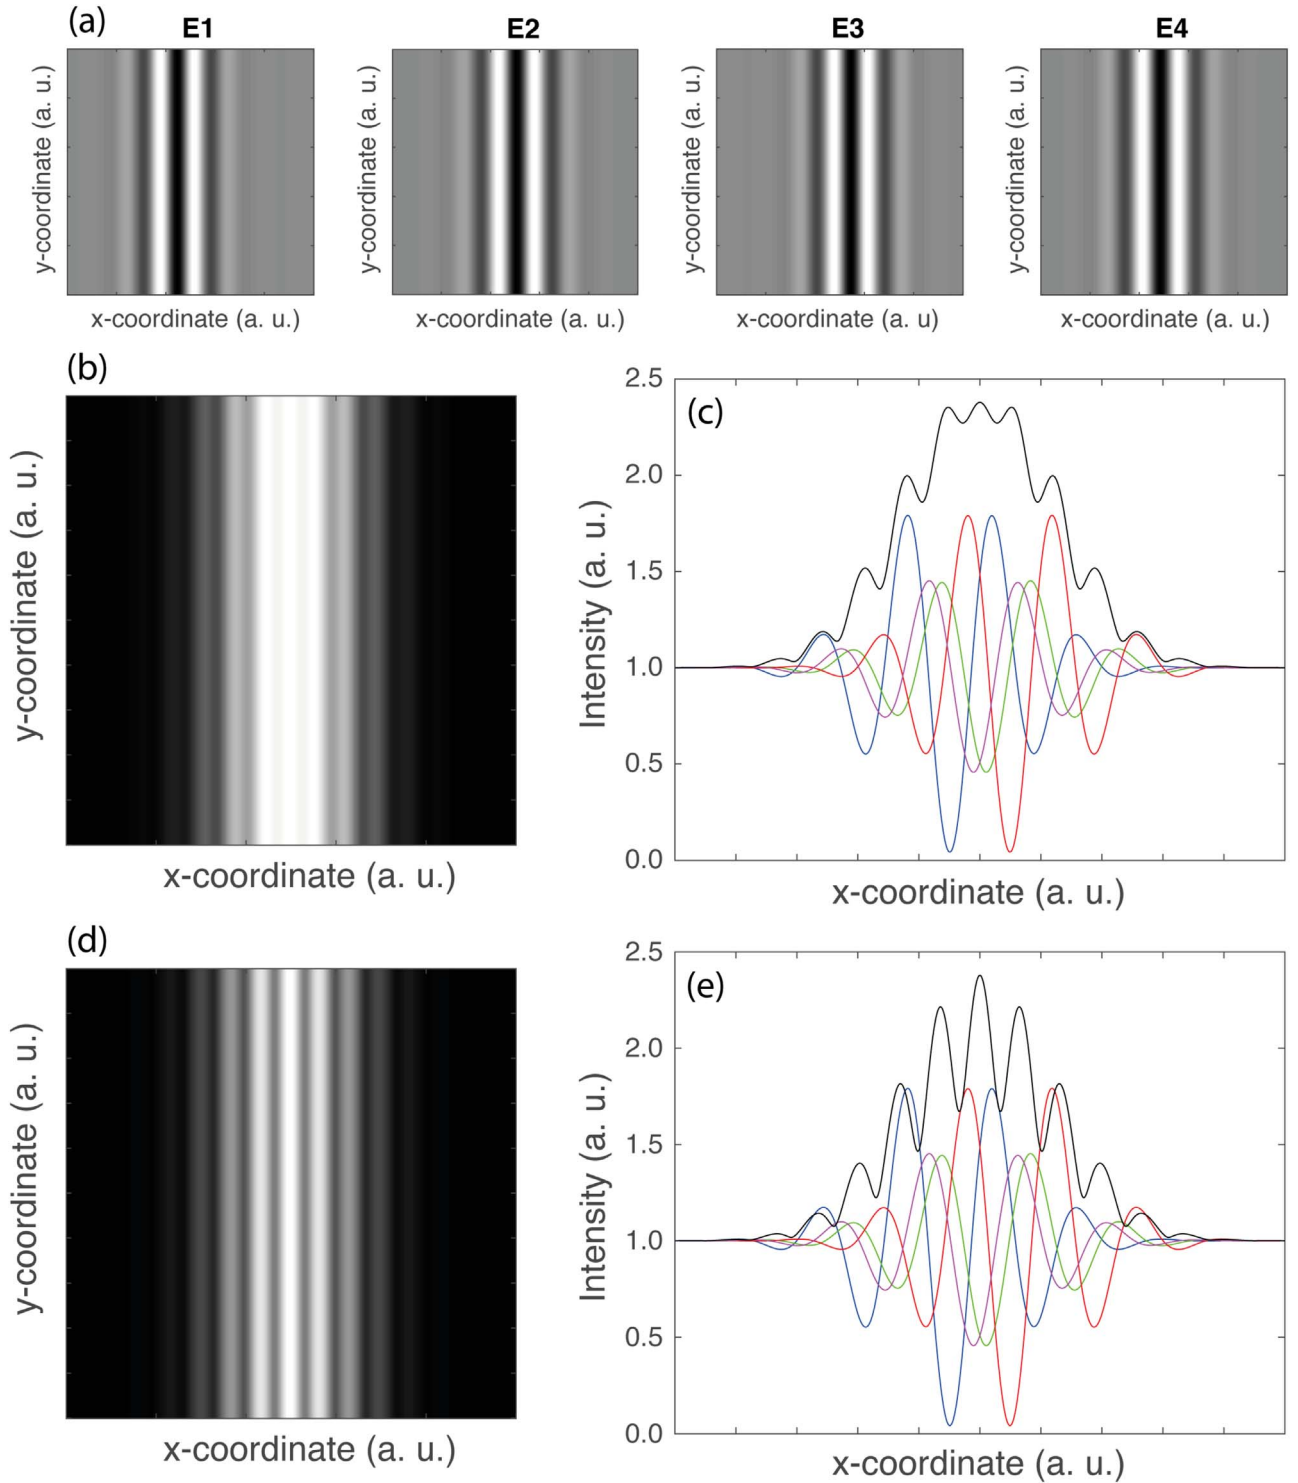 (a)
E1
E2
E3
E4
y-coordinate (a. u.)
y-coordinate (a. u.)
y-coordinate (a. u.)
y-coordinate (a. u.)
x-coordinate (a. u.)
x-coordinate (a. u.)
x-coordinate (a. u)
x-coordinate (a. u.)
(b)
y-coordinate (a. u.)
x-coordinate (a. u.)
(c)
Intensity (a. u.)
2.5
2.0
1.5
1.0
0.5
0.0
x-coordinate (a. u.)
(d)
y-coordinate (a. u.)
x-coordinate (a. u.)
(e)
Intensity (a. u.)
2.5
2.0
1.5
1.0
0.5
0.0
x-coordinate (a. u.)